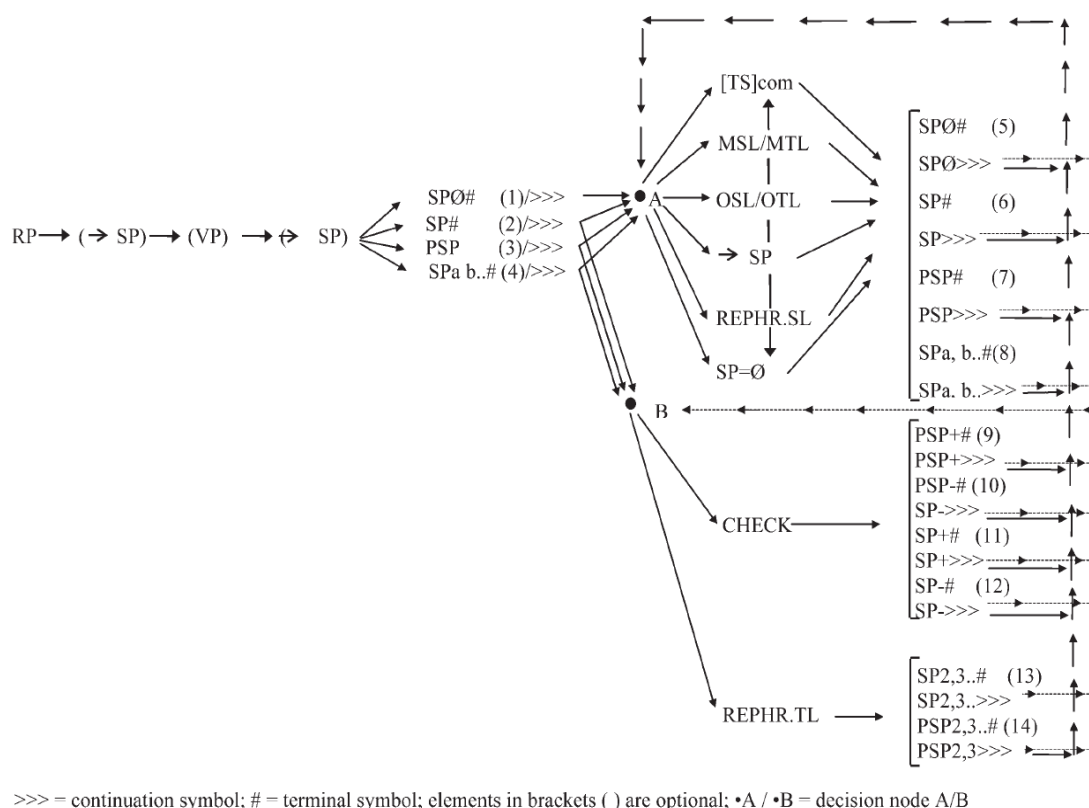 [TS]com
MSL/MTL
SPØ# (1)/>>>
SP# (2)/>>>
PSP (3)/>>>
SPa b..# (4)/>>>
A
OSL/OTL
RP ( → SP) (VP) ( → SP)
→ SP
REPHR.SL
SP=Ø
SPØ# (5)
SPØ>>>
SP# (6)
SP>>>
PSP# (7)
PSP>>>
SPa, b..#(8)
SPa, b..>>>
B
PSP+# (9)
PSP+>>>
PSP-# (10)
SP->>>
SP+# (11)
SP+>>>
SP-# (12)
SP->>>
CHECK
SP2,3..# (13)
SP2,3..>>>
PSP2,3..# (14)
PSP2,3>>>
REPHR.TL
>>> = continuation symbol; # = terminal symbol; elements in brackets ( ) are optional; •A / •B = decision node A/B